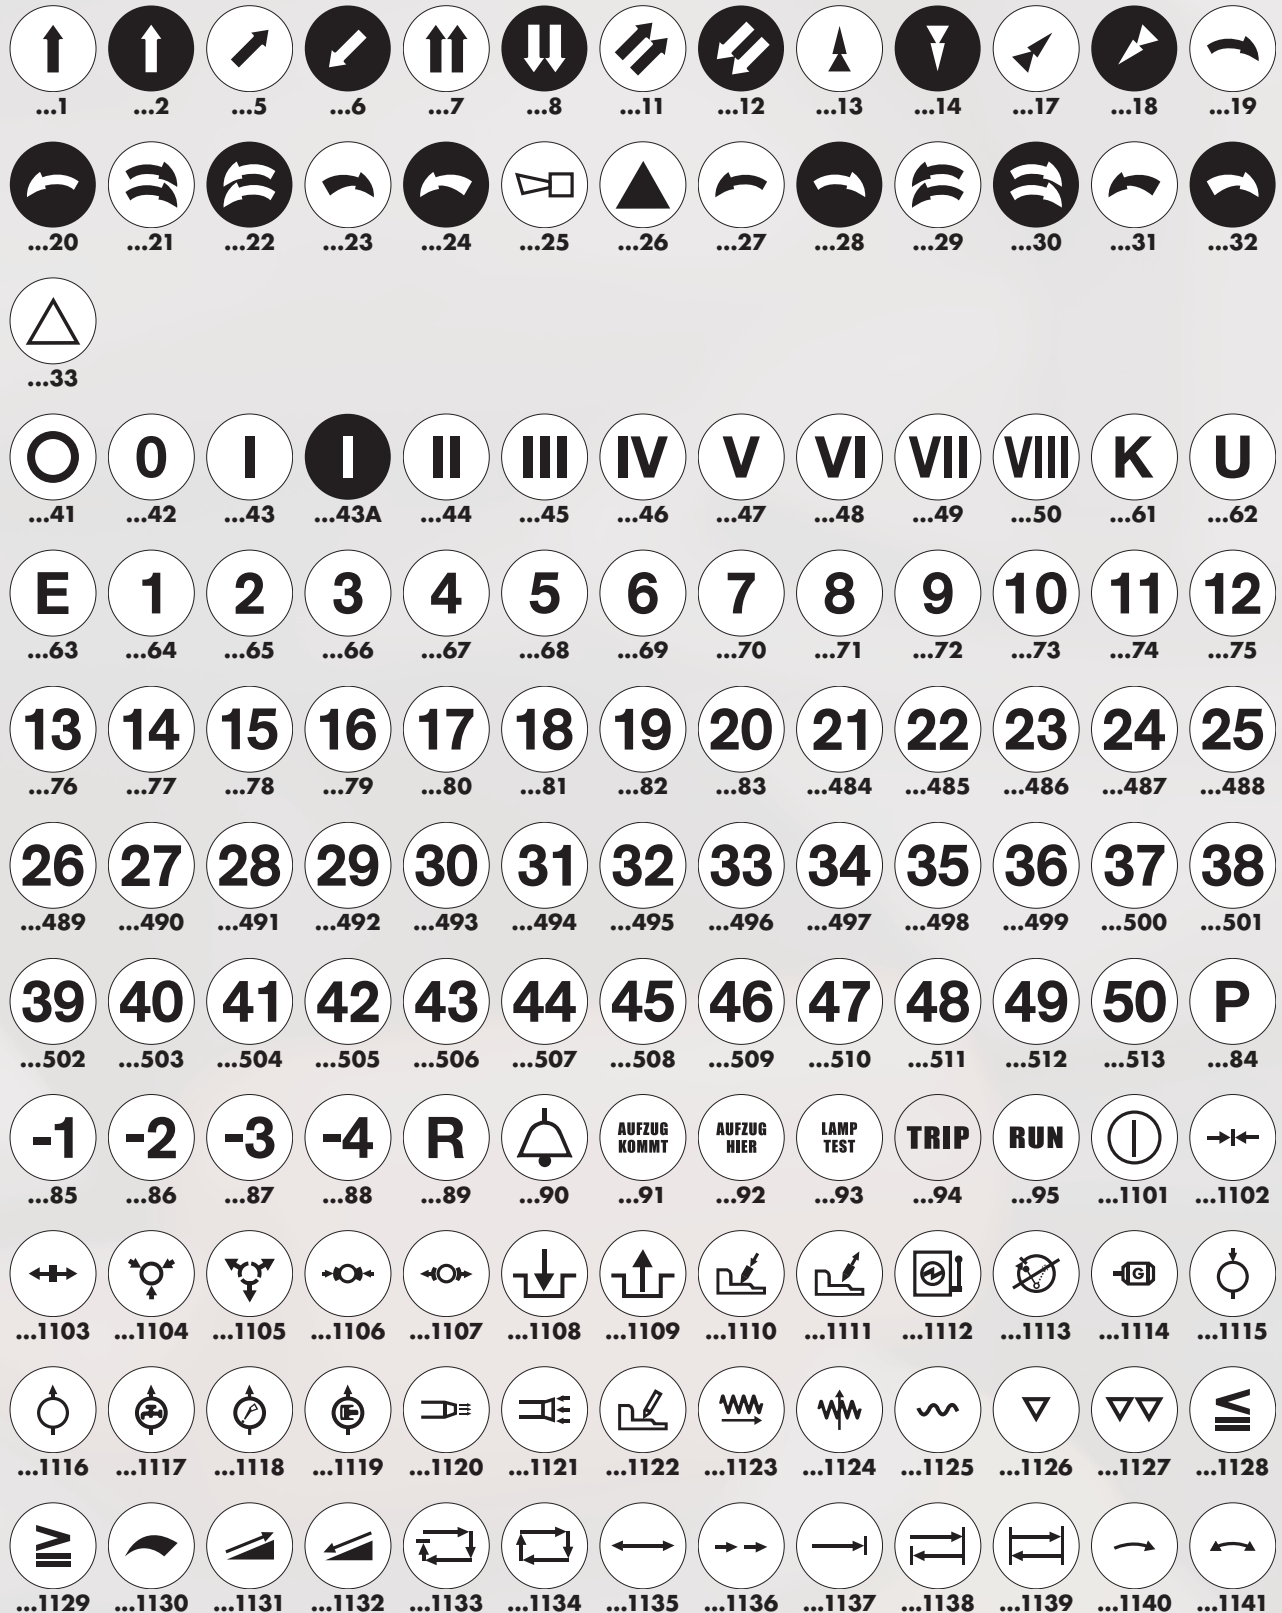 ...1 ...2 ...5 ...6 ...7 ...8 ...11 ...12 ...13 ...14 ...17 ...18 ...19
...20 ...21 ...22 ...23 ...24 ...25 ...26 ...27 ...28 ...29 ...30 ...31 ...32
...33
O 0 I I II III IV V VI VII VIII K U
...41 ...42 ...43 ...43A ...44 ...45 ...46 ...47 ...48 ...49 ...50 ...61 ...62
E 1 2 3 4 5 6 7 8 9 10 11 12
...63 ...64 ...65 ...66 ...67 ...68 ...69 ...70 ...71 ...72 ...73 ...74 ...75
13 14 15 16 17 18 19 20 21 22 23 24 25
...76 ...77 ...78 ...79 ...80 ...81 ...82 ...83 ...484 ...485 ...486 ...487 ...488
26 27 28 29 30 31 32 33 34 35 36 37 38
...489 ...490 ...491 ...492 ...493 ...494 ...495 ...496 ...497 ...498 ...499 ...500 ...501
39 40 41 42 43 44 45 46 47 48 49 50 P
...502 ...503 ...504 ...505 ...506 ...507 ...508 ...509 ...510 ...511 ...512 ...513 ...84
-1 -2 -3 -4 R AUFZUG KOMMT AUFZUG HIER LAMP TEST TRIP RUN
...85 ...86 ...87 ...88 ...89 ...90 ...91 ...92 ...93 ...94 ...95 ...1101 ...1102
G
...1103 ...1104 ...1105 ...1106 ...1107 ...1108 ...1109 ...1110 ...1111 ...1112 ...1113 ...1114 ...1115
...1116 ...1117 ...1118 ...1119 ...1120 ...1121 ...1122 ...1123 ...1124 ...1125 ...1126 ...1127 ...1128
...1129 ...1130 ...1131 ...1132 ...1133 ...1134 ...1135 ...1136 ...1137 ...1138 ...1139 ...1140 ...1141